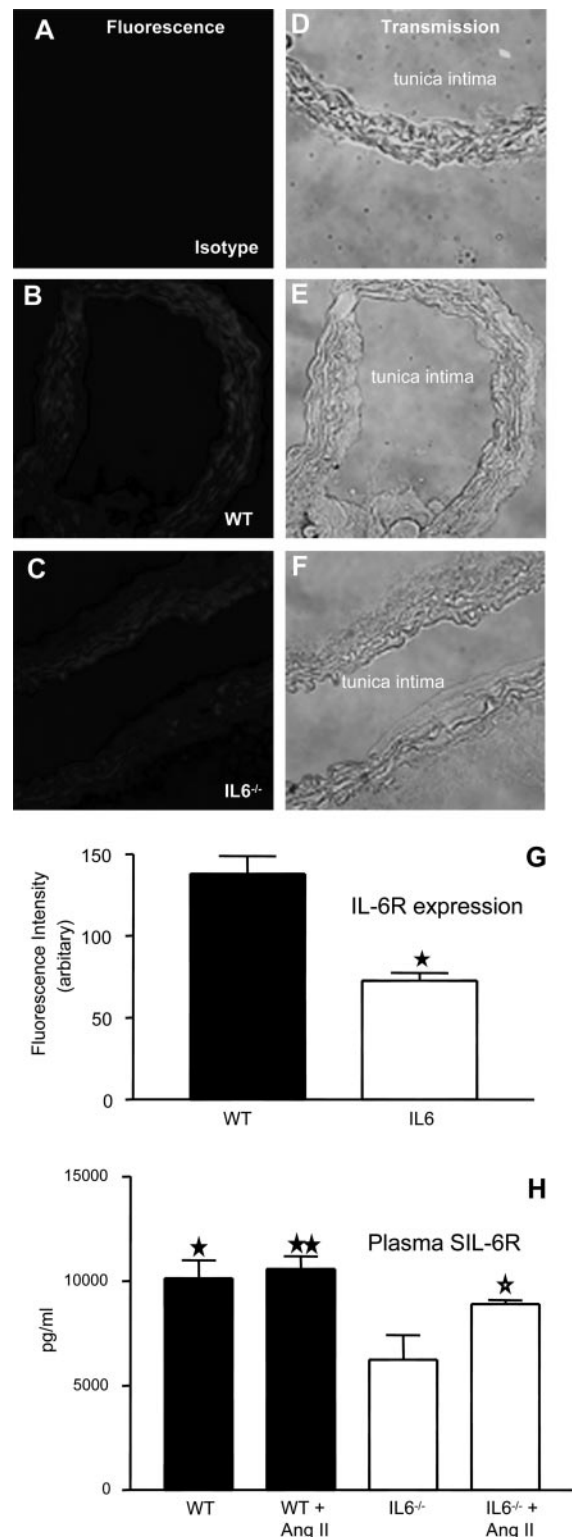 A Fluorescence
Isotype
D Transmission
tunica intima
B
WT
E
tunica intima
C
IL6-/-
F
tunica intima
G
IL-6R expression
Fluorescence Intensity
(arbitary)
150
100
50
0
★
WT IL6
H
Plasma SIL-6R
pg/ml
15000
10000
5000
0
★ ★★ ☆
WT WT + IL6-/- IL6-/- +
Ang II Ang II